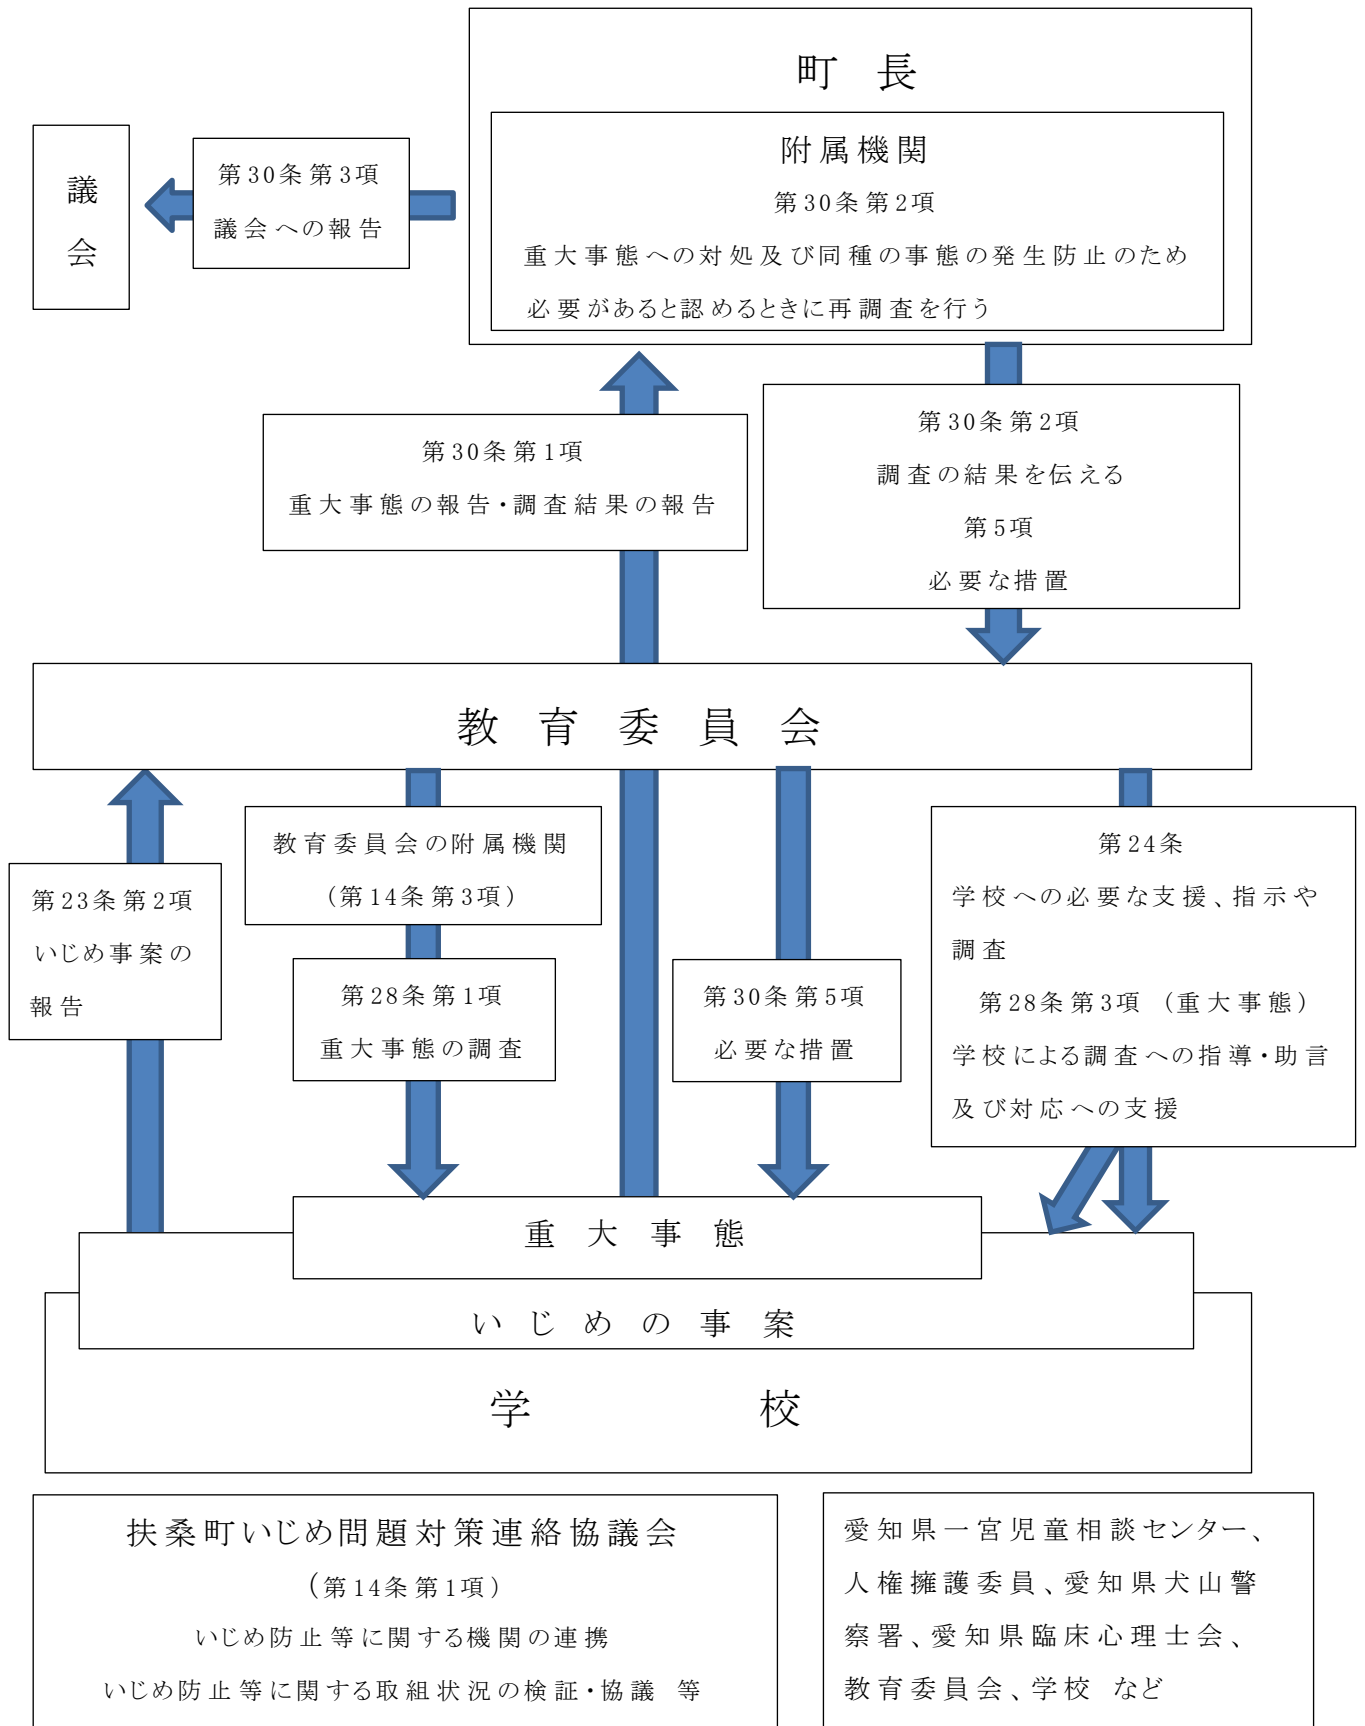 町長
附属機関
第30条第2項
重大事態への対処及び同種の事態の発生防止のため
必要があると認めるときに再調査を行う
議
会
第30条第3項
議会への報告
第30条第1項
重大事態の報告・調査結果の報告
第30条第2項
調査の結果を伝える
第5項
必要な措置
教育委員会
第23条第2項
いじめ事案の
報告
教育委員会の附属機関
(第14条第3項)
第28条第1項
重大事態の調査
第30条第5項
必要な措置
第24条
学校への必要な支援、指示や
調査
第28条第3項 (重大事態)
学校による調査への指導・助言
及び対応への支援
重大事態
いじめの事案
学校
扶桑町いじめ問題対策連絡協議会
(第14条第1項)
いじめ防止等に関する機関の連携
いじめ防止等に関する取組状況の検証・協議 等
愛知県一宮児童相談センター、
人権擁護委員、愛知県犬山警
察署、愛知県臨床心理士会、
教育委員会、学校 など